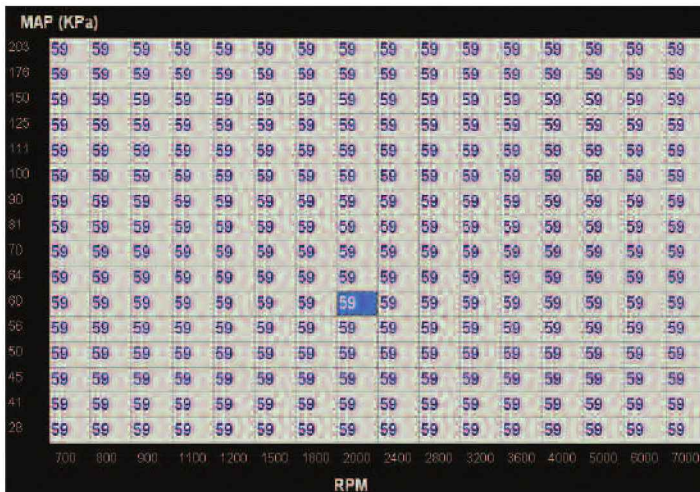 MAP (KPa)
203 59 59 59 59 59 59 59 59 59 59 59 59 59 59 59 59
176 59 59 59 59 59 59 59 59 59 59 59 59 59 59 59 59
150 59 59 59 59 59 59 59 59 59 59 59 59 59 59 59 59
125 59 59 59 59 59 59 59 59 59 59 59 59 59 59 59 59
111 59 59 59 59 59 59 59 59 59 59 59 59 59 59 59 59
100 59 59 59 59 59 59 59 59 59 59 59 59 59 59 59 59
90 59 59 59 59 59 59 59 59 59 59 59 59 59 59 59 59
81 59 59 59 59 59 59 59 59 59 59 59 59 59 59 59 59
70 59 59 59 59 59 59 59 59 59 59 59 59 59 59 59 59
64 59 59 59 59 59 59 59 59 59 59 59 59 59 59 59 59
60 59 59 59 59 59 59 59 59 59 59 59 59 59 59 59 59
56 59 59 59 59 59 59 59 59 59 59 59 59 59 59 59 59
50 59 59 59 59 59 59 59 59 59 59 59 59 59 59 59 59
45 59 59 59 59 59 59 59 59 59 59 59 59 59 59 59 59
41 59 59 59 59 59 59 59 59 59 59 59 59 59 59 59 59
28 59 59 59 59 59 59 59 59 59 59 59 59 59 59 59 59
700 800 900 1100 1200 1500 1800 2000 2400 2800 3200 3600 4000 5000 6000 7000
RPM